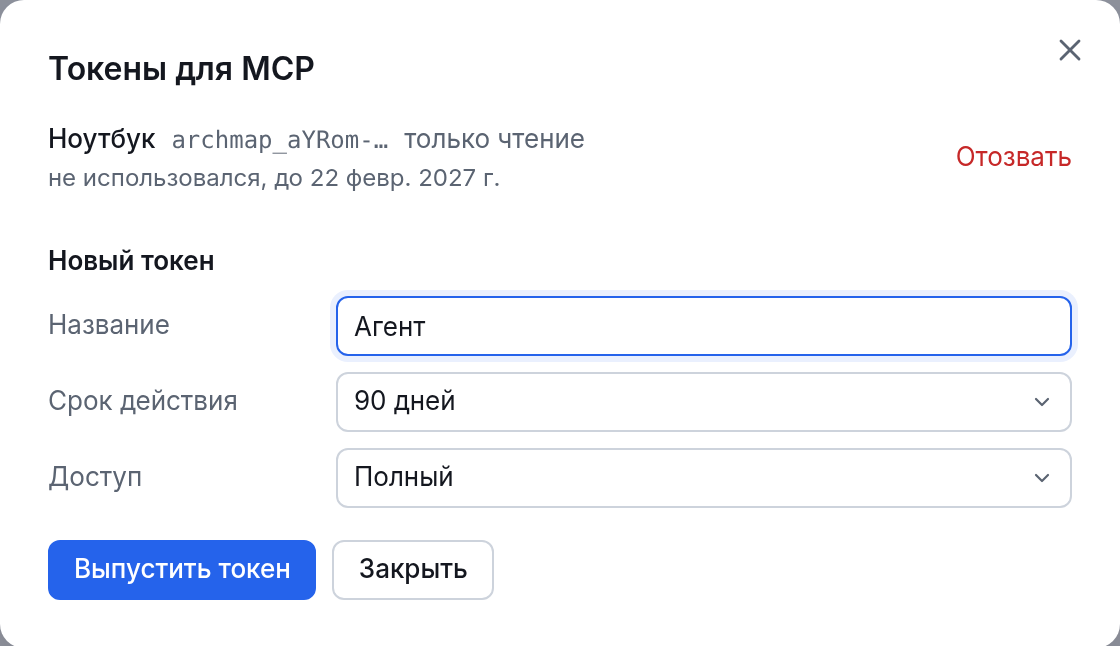 Токены для MCP
Ноутбук archmap_aYRom-… только чтение
не использовался, до 22 февр. 2027 г.
Отозвать
Новый токен
Название Агент
Срок действия 90 дней
Доступ Полный
Выпустить токен Закрыть